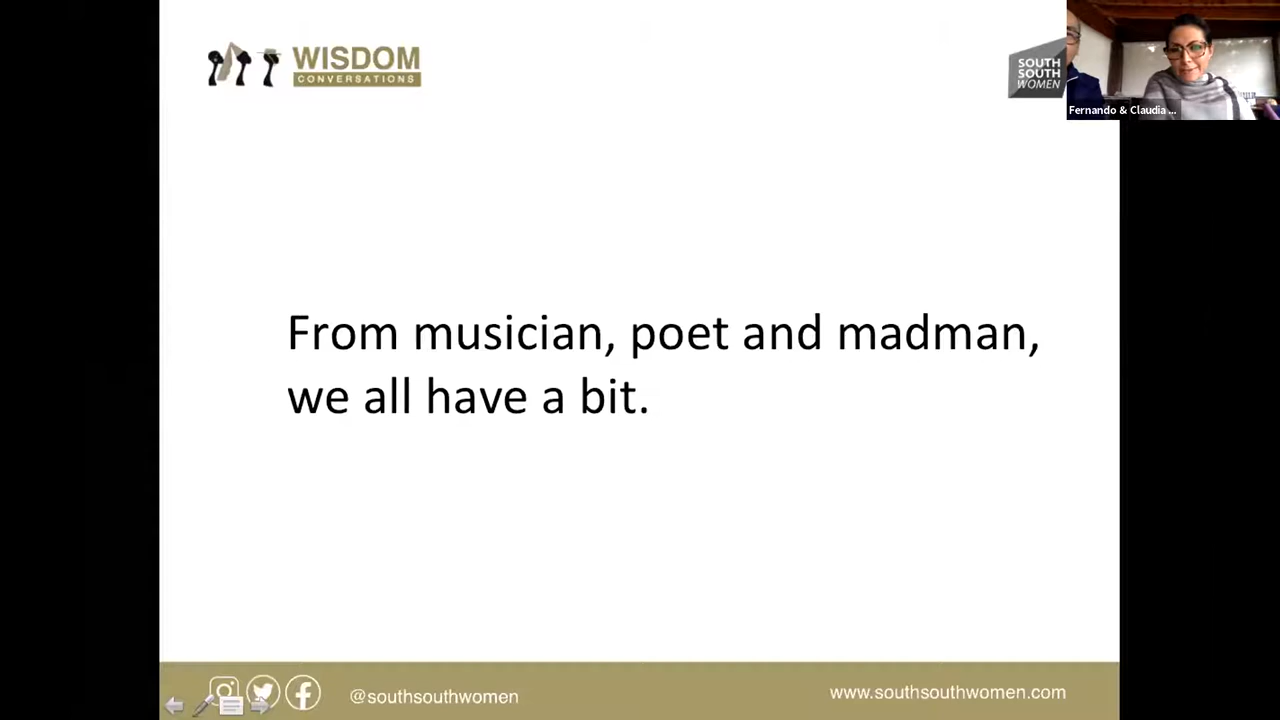 WISDOM
CONVERSATIONS
SOUTH
SOUTH
WOMEN
Fernando & Claudia ...
From musician, poet and madman,
we all have a bit.
@southsouthwomen
www.southsouthwomen.com